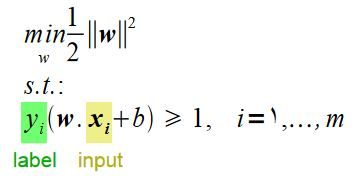 min 1/2 ||w||²
w
s.t.:
yᵢ(w . xᵢ+b) ⩾ 1, i=۱,..., m
label input